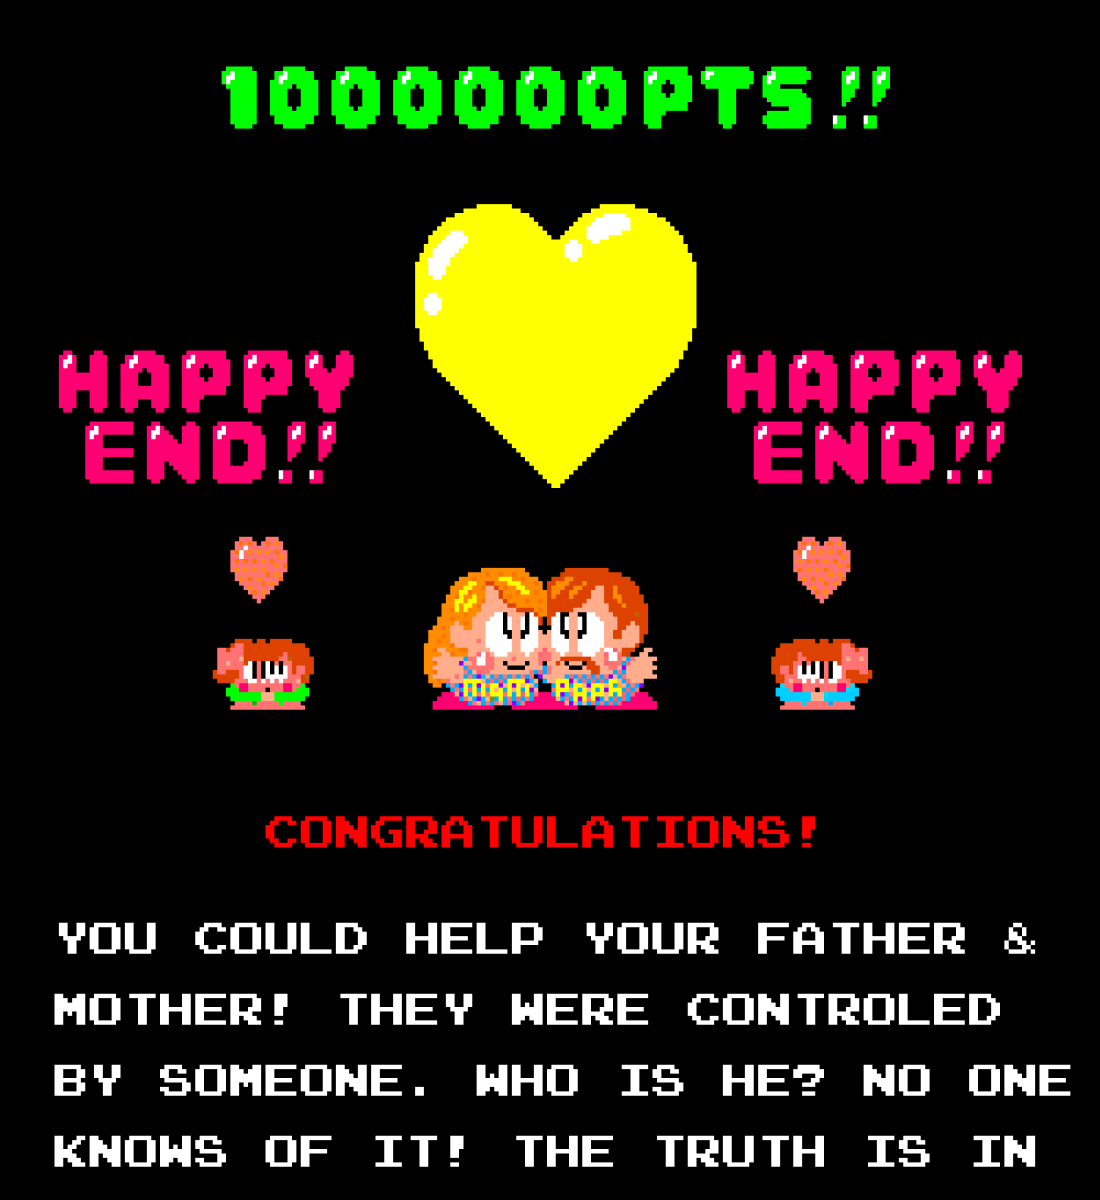 1000000PTS!!
HAPPY
END!!
HAPPY
END!!
MAMA PAPA
CONGRATULATIONS!
YOU COULD HELP YOUR FATHER &
MOTHER! THEY WERE CONTROLED
BY SOMEONE. WHO IS HE? NO ONE
KNOWS OF IT! THE TRUTH IS IN